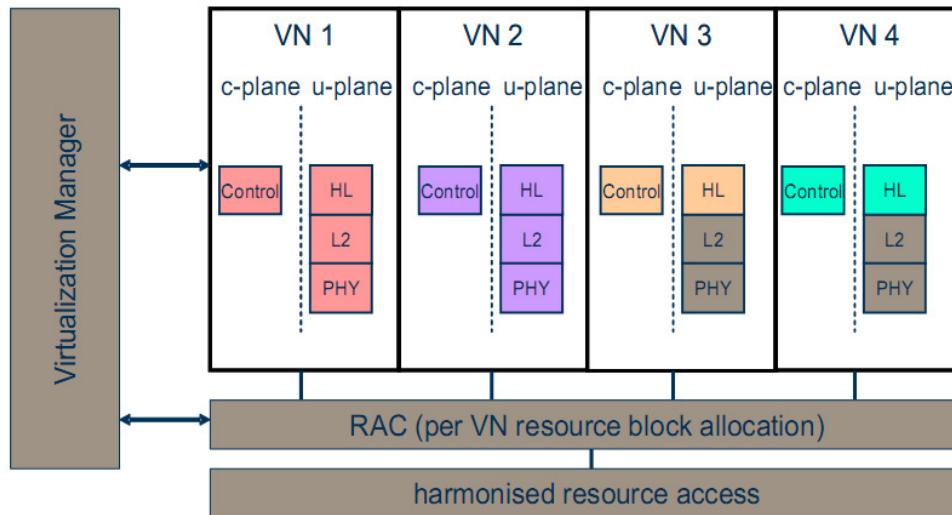 Virtualization Manager
VN 1
VN 2
VN 3
VN 4
c-plane u-plane
c-plane u-plane
c-plane u-plane
c-plane u-plane
Control
HL
L2
PHY
Control
HL
L2
PHY
Control
HL
L2
PHY
Control
HL
L2
PHY
RAC (per VN resource block allocation)
harmonised resource access